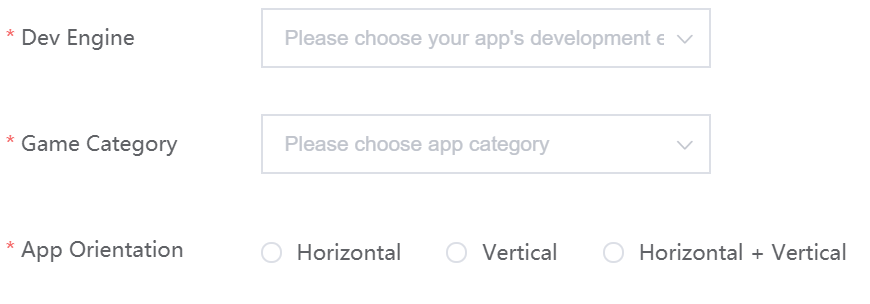 * Dev Engine Please choose your app's development e
* Game Category Please choose app category
* App Orientation Horizontal Vertical Horizontal + Vertical